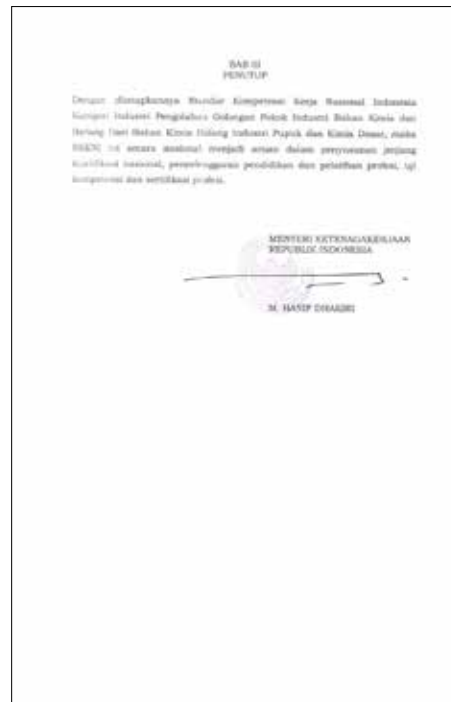 BAB III
PENUTUP
Dengan ditetapkannya Standar Kompetensi Kerja Nasional Indonesia
Kategori Industri Pengolahan Golongan Pokok Industri Bahan Kimia dan
Barang Dari Bahan Kimia Bidang Industri Pupuk dan Kimia Dasar, maka
SKKNI ini secara nasional menjadi acuan dalam penyusunan jenjang
kualifikasi nasional, penyelenggaraan pendidikan dan pelatihan profesi, uji
kompetensi dan sertifikasi profesi.
MENTERI KETENAGAKERJAAN
REPUBLIK INDONESIA
M. HANIF DHAKIRI